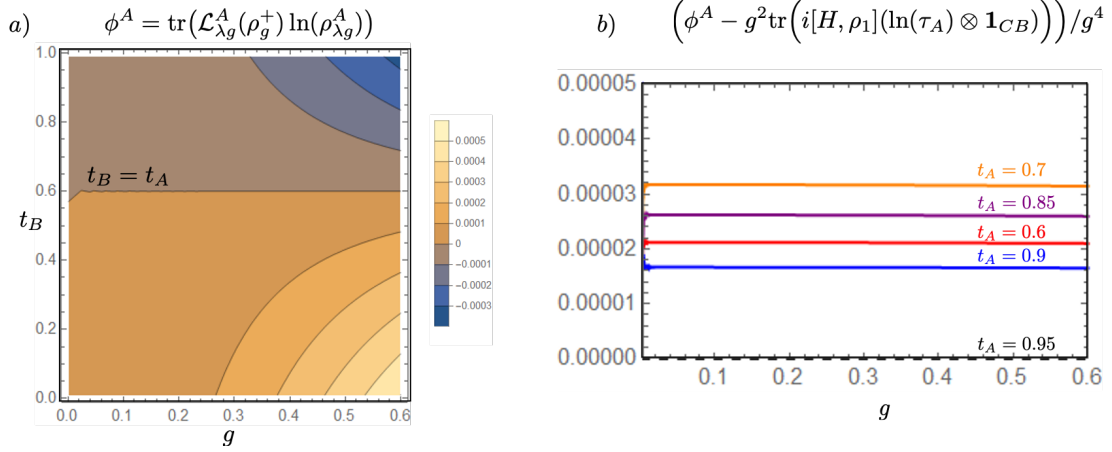 a) ϕ^A = tr(ℒ^A_{λg}(ρ^+_g) ln(ρ^A_{λg}))
1.0
0.8
t_B = t_A
0.6
t_B
0.4
0.2
0.0
0.0 0.1 0.2 0.3 0.4 0.5 0.6
g
0.0005
0.0004
0.0003
0.0002
0.0001
0
−0.0001
−0.0002
−0.0003
b) (ϕ^A − g^2tr(i[H, ρ_1](ln(τ_A) ⊗ 𝟏_{CB})))/g^4
0.00005
0.00004
0.00003
0.00002
0.00001
0.00000
t_A = 0.7
t_A = 0.85
t_A = 0.6
t_A = 0.9
t_A = 0.95
0.1 0.2 0.3 0.4 0.5 0.6
g